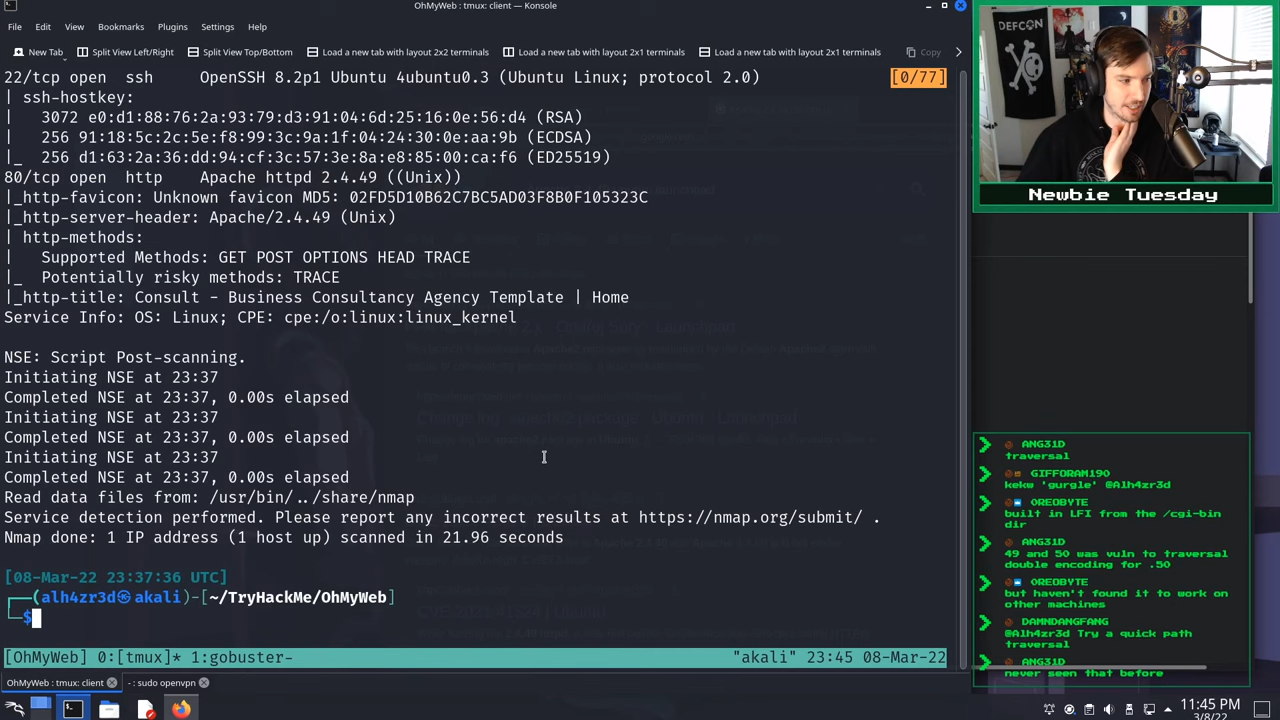 OhMyWeb : tmux: client — Konsole
File Edit View Bookmarks Plugins Settings Help
New Tab Split View Left/Right Split View Top/Bottom Load a new tab with layout 2x2 terminals Load a new tab with layout 2x1 terminals Load a new tab with layout 2x1 terminals Copy
22/tcp open ssh OpenSSH 8.2p1 Ubuntu 4ubuntu0.3 (Ubuntu Linux; protocol 2.0) [0/77]
| ssh-hostkey:
| 3072 e0:d1:88:76:2a:93:79:d3:91:04:6d:25:16:0e:56:d4 (RSA)
| 256 91:18:5c:2c:5e:f8:99:3c:9a:1f:04:24:30:0e:aa:9b (ECDSA)
|_ 256 d1:63:2a:36:dd:94:cf:3c:57:3e:8a:e8:85:00:ca:f6 (ED25519)
80/tcp open http Apache httpd 2.4.49 ((Unix))
|_http-favicon: Unknown favicon MD5: 02FD5D10B62C7BC5AD03F8B0F105323C
|_http-server-header: Apache/2.4.49 (Unix)
| http-methods:
| Supported Methods: GET POST OPTIONS HEAD TRACE
|_ Potentially risky methods: TRACE
|_http-title: Consult - Business Consultancy Agency Template | Home
Service Info: OS: Linux; CPE: cpe:/o:linux:linux_kernel
NSE: Script Post-scanning.
Initiating NSE at 23:37
Completed NSE at 23:37, 0.00s elapsed
Initiating NSE at 23:37
Completed NSE at 23:37, 0.00s elapsed
Initiating NSE at 23:37
Completed NSE at 23:37, 0.00s elapsed
Read data files from: /usr/bin/../share/nmap
Service detection performed. Please report any incorrect results at https://nmap.org/submit/ .
Nmap done: 1 IP address (1 host up) scanned in 21.96 seconds
[08-Mar-22 23:37:36 UTC]
(alh4zr3d㉿akali)-[~/TryHackMe/OhMyWeb]
$
[OhMyWeb] 0:[tmux]* 1:gobuster- "akali" 23:45 08-Mar-22
OhMyWeb : tmux: client - : sudo openvpn
DEFCON
Newbie Tuesday
ANG31D
traversal
GIFFORAM190
kekw 'gurgle' @Alh4zr3d
0REOBYTE
built in LFI from the /cgi-bin
dir
ANG31D
49 and 50 was vuln to traversal
double encoding for .50
0REOBYTE
but haven't found it to work on
other machines
DAMNDANGFANG
@Alh4zr3d Try a quick path
traversal
ANG31D
never seen that before
11:45 PM
3/8/22